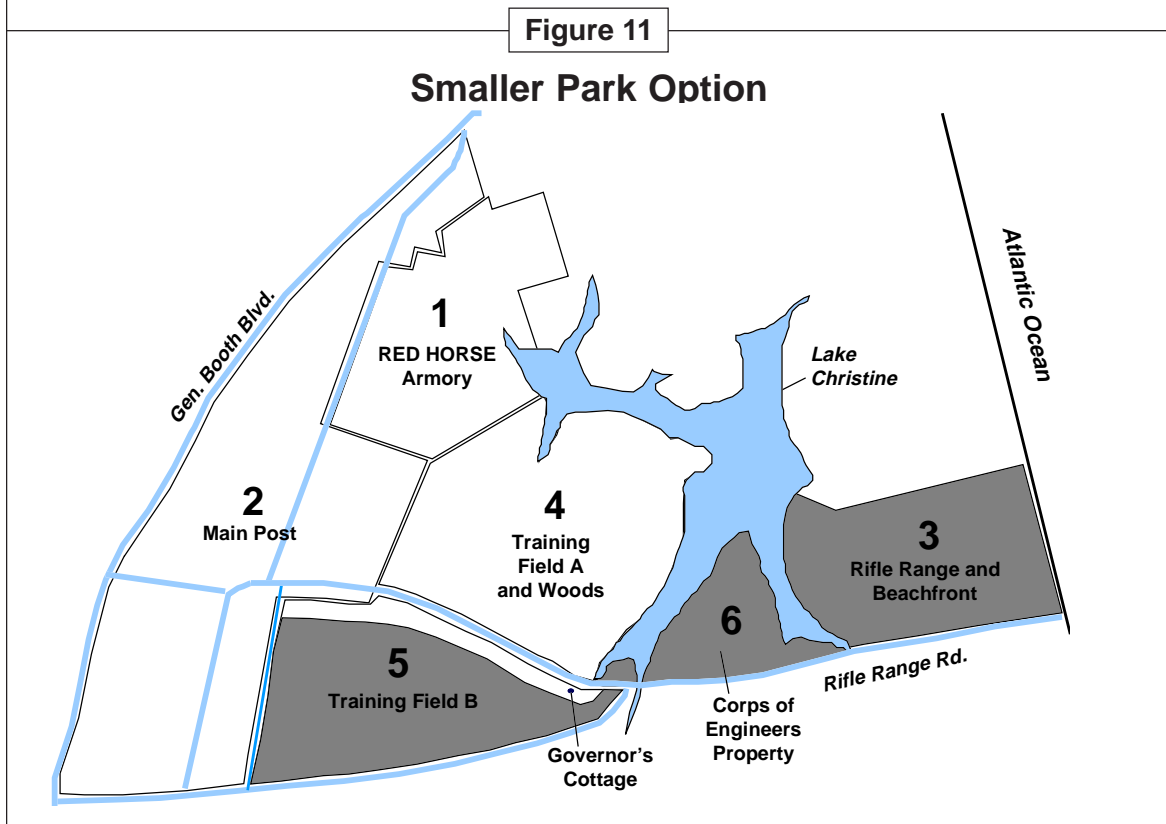 Figure 11
Smaller Park Option
Gen. Booth Blvd.
Atlantic Ocean
1
RED HORSE
Armory
Lake
Christine
2
Main Post
4
Training
Field A
and Woods
3
Rifle Range and
Beachfront
6
5
Training Field B
Rifle Range Rd.
Corps of
Engineers
Property
Governor's
Cottage